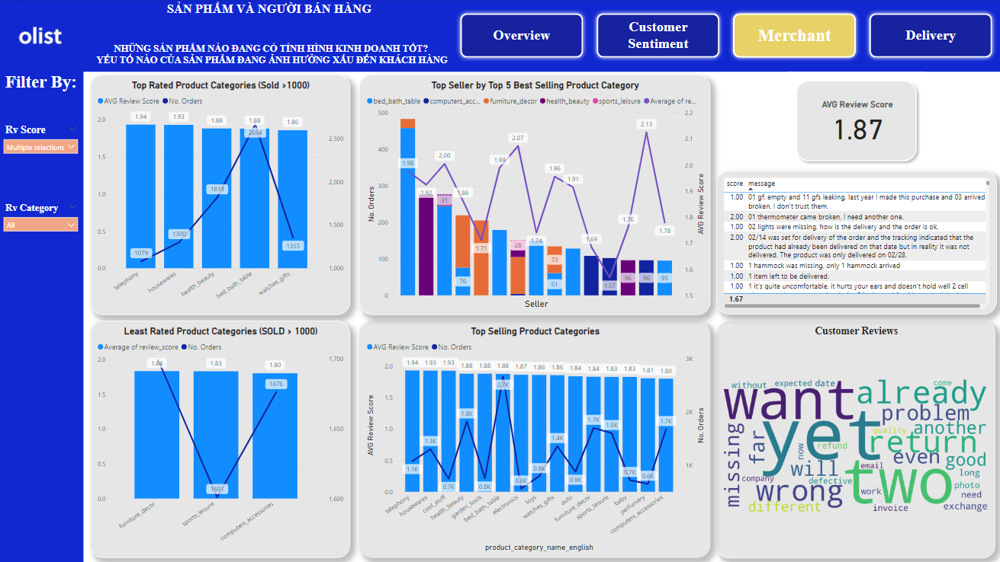 olist
SẢN PHẨM VÀ NGƯỜI BÁN HÀNG
NHỮNG SẢN PHẨM NÀO ĐANG CÓ TÌNH HÌNH KINH DOANH TỐT?
YẾU TỐ NÀO CỦA SẢN PHẨM ĐANG ẢNH HƯỞNG XẤU ĐẾN KHÁCH HÀNG
Overview
Customer
Sentiment
Merchant
Delivery
Filter By:
Rv Score
Multiple selections
Rv Category
All
Top Rated Product Categories (Sold >1000)
AVG Review Score No. Orders
2.0
1.5
1.0
0.5
0.0
1.94 1.93 1.88 1.88 1.86
1079 1300 1819 2664 1355
2,500
2,000
1,500
1,000
telephony
housewares
health_beauty
bed_bath_table
watches_gifts
Top Seller by Top 5 Best Selling Product Category
bed_bath_table computers_acc... furniture_decor health_beauty sports_leisure Average of re...
No. Orders
500
400
300
200
100
0
1.98 1.92 2.00 1.86 1.71 1.99 2.07 1.74 1.96 1.91 1.69 1.57 1.76 2.13 1.78
31 76 28 73 61 96 96 95
2.2
2.1
2.0
1.9
1.8
1.7
1.6
1.5
AVG Review Score
Seller
AVG Review Score
1.87
score message
1.00 01 gf. empty and 11 gfs leaking. last year I made this purchase and 03 arrived
broken. I don't trust them.
2.00 01 thermometer came broken, I need another one.
1.00 02 lights were missing, how is the delivery and the order is ok.
2.00 02/14 was set for delivery of the order and the tracking indicated that the
product had already been delivered on that date but in reality it was not
delivered. The product was only delivered on 02/28.
1.00 1 hammock was missing, only 1 hammock arrived
1.00 1 item left to be delivered.
1.00 1 it's quite uncomfortable, it hurts your ears and doesn't hold well 2 cell
1.67
Least Rated Product Categories (SOLD > 1000)
Average of review_score No. Orders
2.0
1.5
1.0
0.5
0.0
1.84 1.83 1.80
1601 1676
1,700
1,650
1,600
furniture_decor
sports_leisure
computers_accessories
Top Selling Product Categories
AVG Review Score No. Orders
AVG Review Score
2.0
1.5
1.0
0.5
0.0
1.94 1.93 1.93 1.88 1.88 1.88 1.87 1.86 1.86 1.84 1.84 1.83 1.83 1.81 1.80
1.1K 1.3K 0.7K 1.8K 0.8K 2.7K 0.6K 0.8K 1.4K 0.9K 1.7K 1.6K 0.7K 0.6K 1.7K
3K
2K
1K
No. Orders
telephony
housewares
cool_stuff
health_beauty
garden_tools
bed_bath_table
electronics
toys
watches_gifts
auto
furniture_decor
sports_leisure
baby
perfumery
computers_accessories
product_category_name_english
Customer Reviews
without expected date come
want already
problem
yet quality another
missing far now refund return
will even good
company email long
wrong defective two photo
work need
different invoice exchange